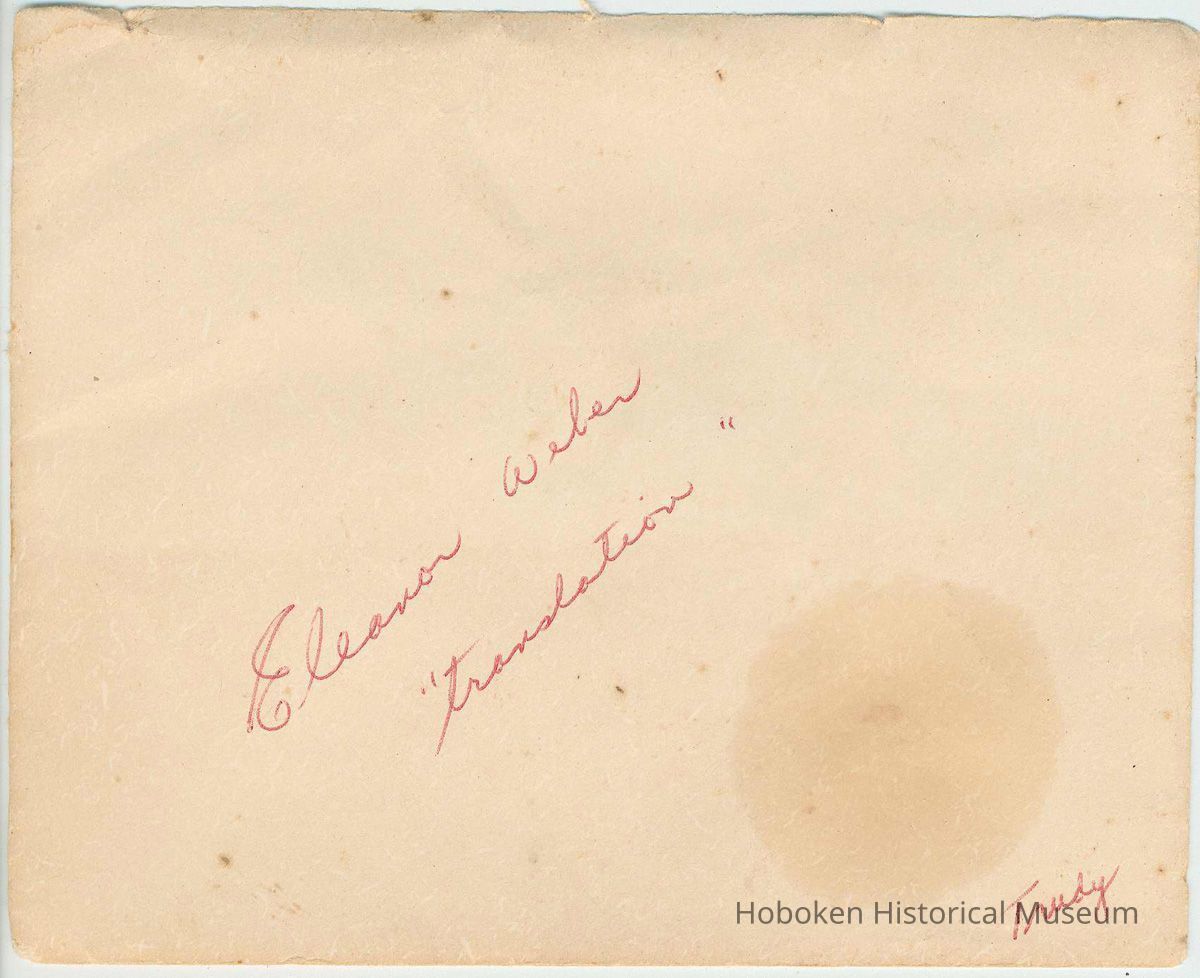 Eleanor Weber
"translation"
Trudy
Hoboken Historical Museum